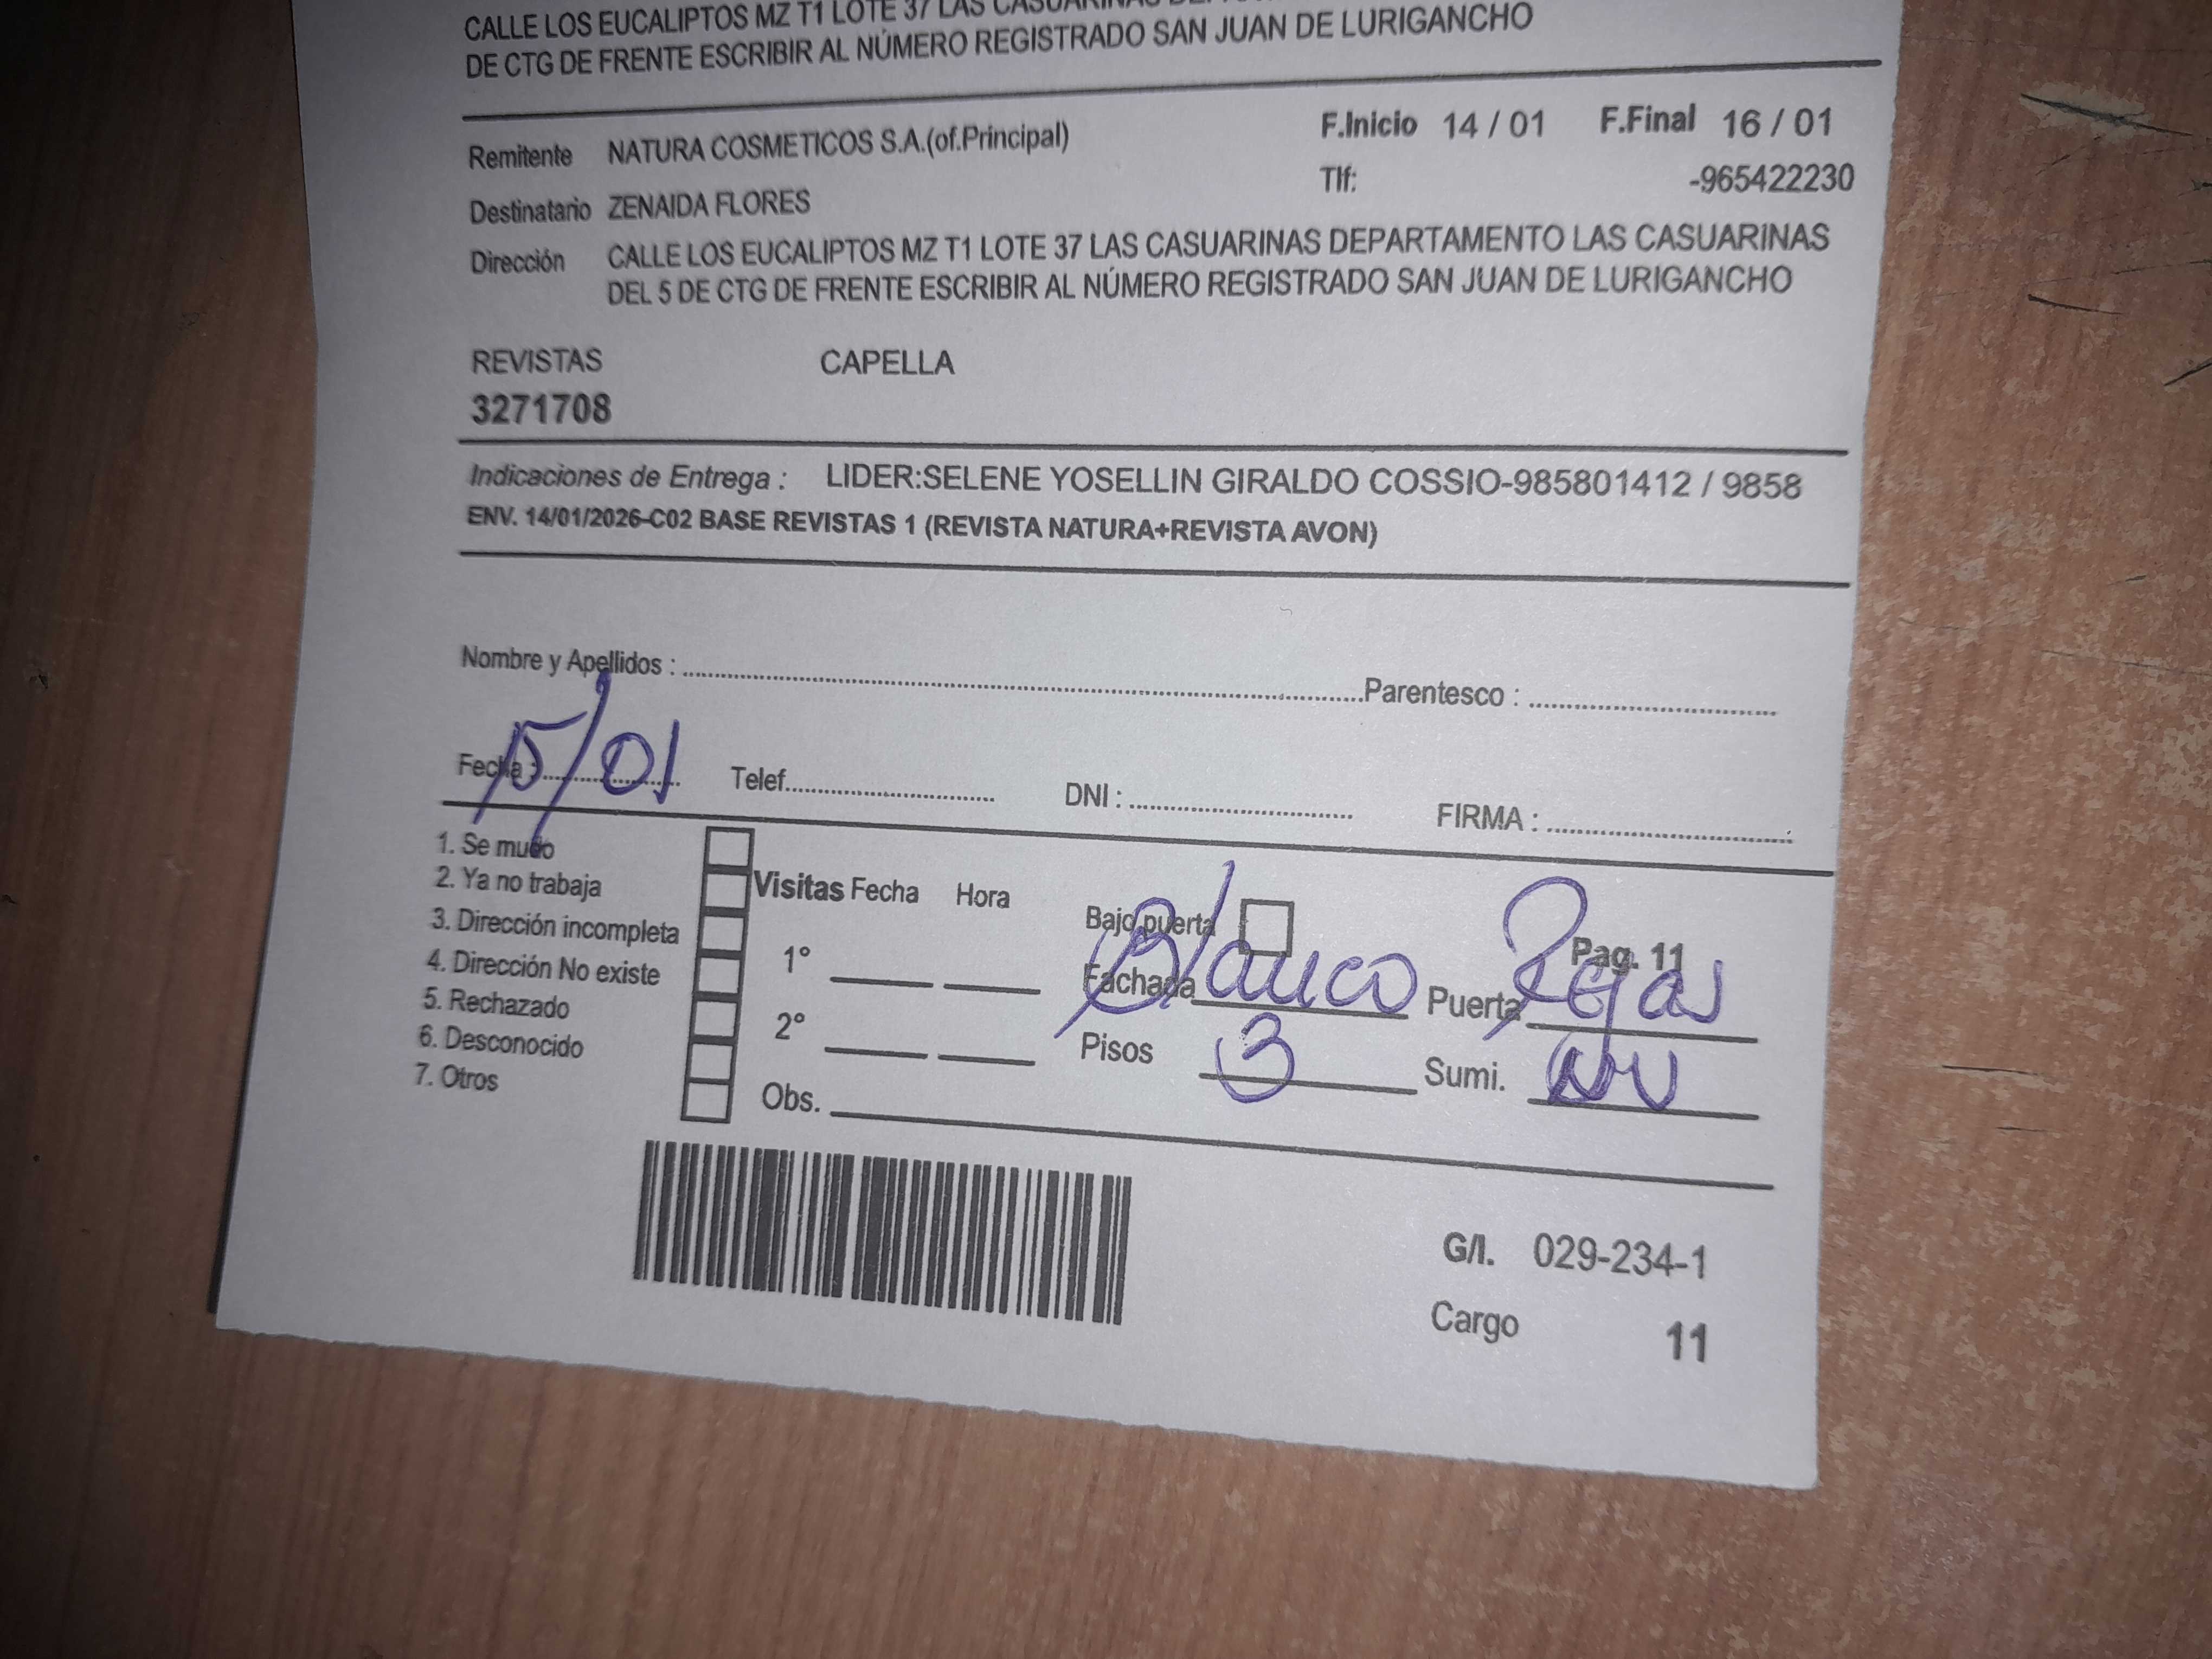 CALLE LOS EUCALIPTOS MZ T1 LOTE 37 LAS CASUARINAS
DE CTG DE FRENTE ESCRIBIR AL NÚMERO REGISTRADO SAN JUAN DE LURIGANCHO
Remitente NATURA COSMETICOS S.A.(of.Principal) F.Inicio 14 / 01 F.Final 16 / 01
Tlf: -965422230
Destinatario ZENAIDA FLORES
Dirección CALLE LOS EUCALIPTOS MZ T1 LOTE 37 LAS CASUARINAS DEPARTAMENTO LAS CASUARINAS
DEL 5 DE CTG DE FRENTE ESCRIBIR AL NÚMERO REGISTRADO SAN JUAN DE LURIGANCHO
REVISTAS CAPELLA
3271708
Indicaciones de Entrega : LIDER:SELENE YOSELLIN GIRALDO COSSIO-985801412 / 9858
ENV. 14/01/2026-C02 BASE REVISTAS 1 (REVISTA NATURA+REVISTA AVON)
Nombre y Apellidos : Parentesco :
Fecha : 15/01 Telef. DNI : FIRMA :
1. Se mudo
2. Ya no trabaja
3. Dirección incompleta
4. Dirección No existe
5. Rechazado
6. Desconocido
7. Otros
Visitas Fecha Hora
1°
2°
Obs.
Bajo puerta Pag. 11
Fachada Blanco Puerta Rejas
Pisos 3 Sumi.
G/I. 029-234-1
Cargo 11